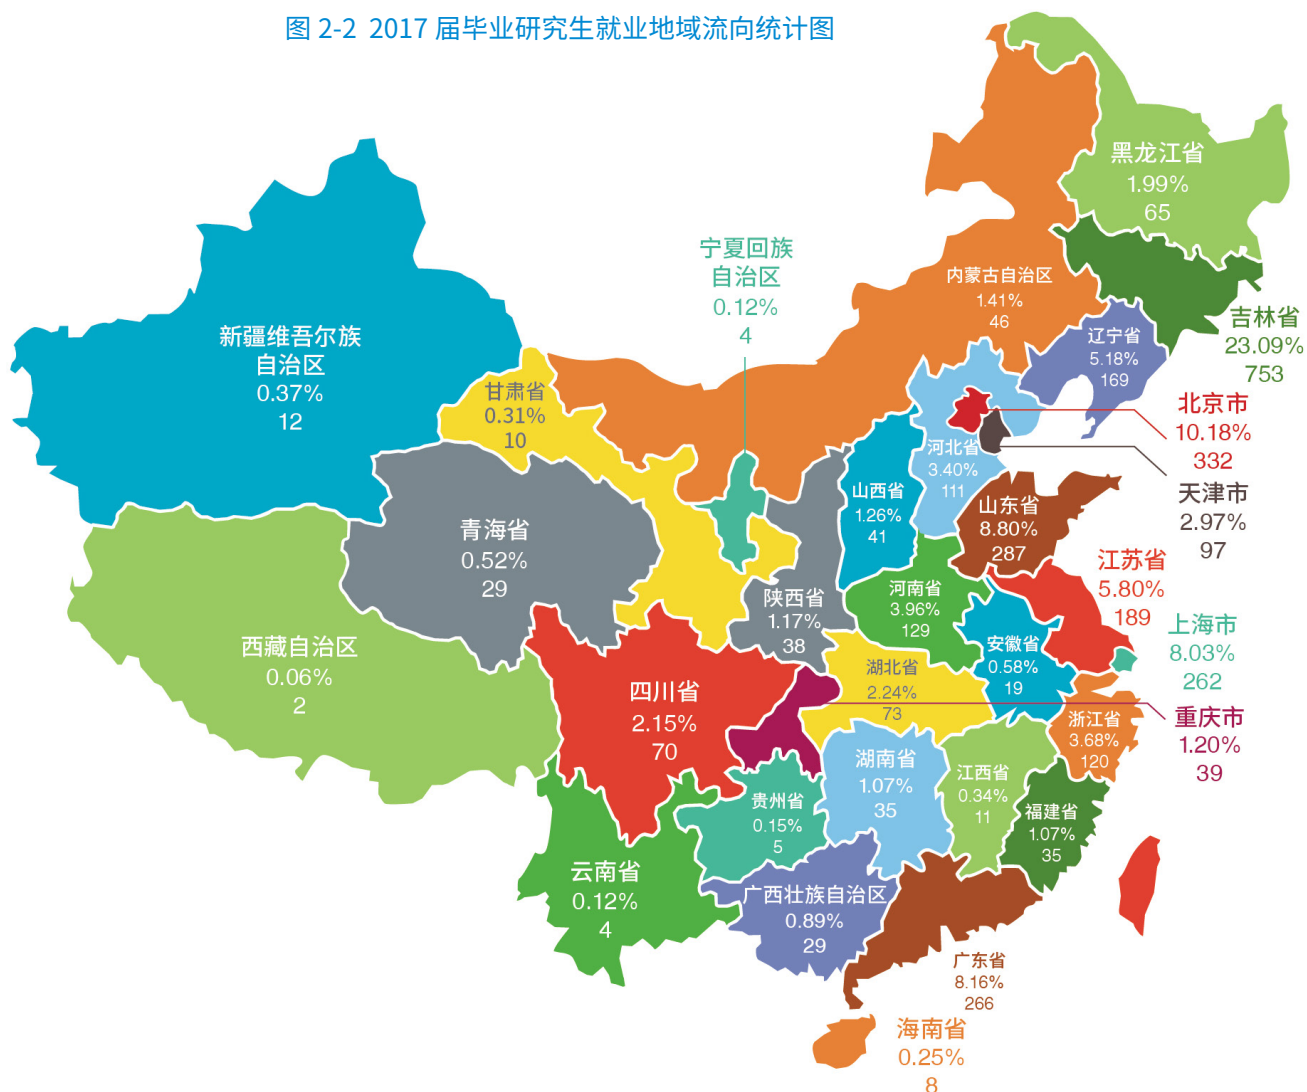 图 2-2 2017 届毕业研究生就业地域流向统计图
黑龙江省
1.99%
65
宁夏回族
自治区
0.12%
4
内蒙古自治区
1.41%
46
吉林省
23.09%
753
辽宁省
5.18%
169
新疆维吾尔族
自治区
0.37%
12
甘肃省
0.31%
10
北京市
10.18%
332
河北省
3.40%
111
天津市
2.97%
97
山西省
1.26%
41
山东省
8.80%
287
青海省
0.52%
29
江苏省
5.80%
189
陕西省
1.17%
38
河南省
3.96%
129
上海市
8.03%
262
西藏自治区
0.06%
2
安徽省
0.58%
19
湖北省
2.24%
73
四川省
2.15%
70
重庆市
1.20%
39
浙江省
3.68%
120
湖南省
1.07%
35
江西省
0.34%
11
贵州省
0.15%
5
福建省
1.07%
35
云南省
0.12%
4
广西壮族自治区
0.89%
29
广东省
8.16%
266
海南省
0.25%
8